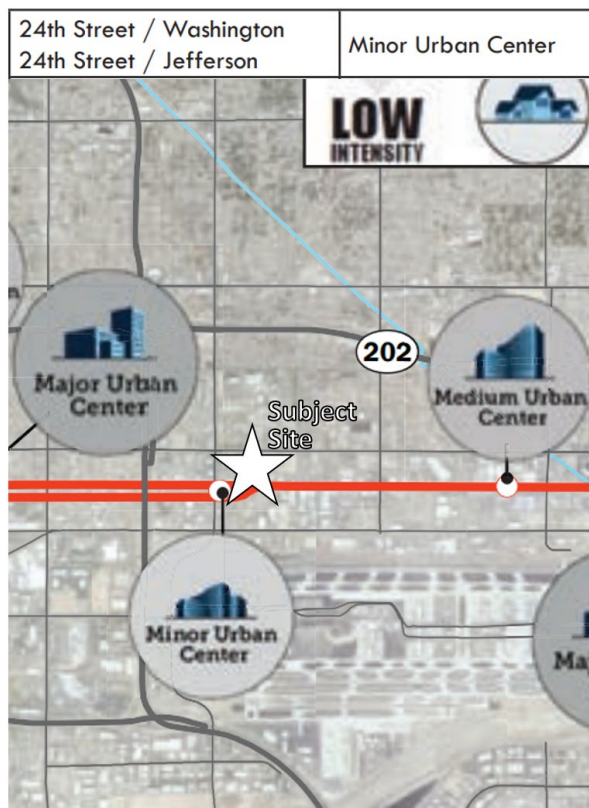 24th Street / Washington
24th Street / Jefferson
Minor Urban Center
LOW
INTENSITY
202
Major Urban
Center
Medium Urban
Center
Subject
Site
Minor Urban
Center
Maj